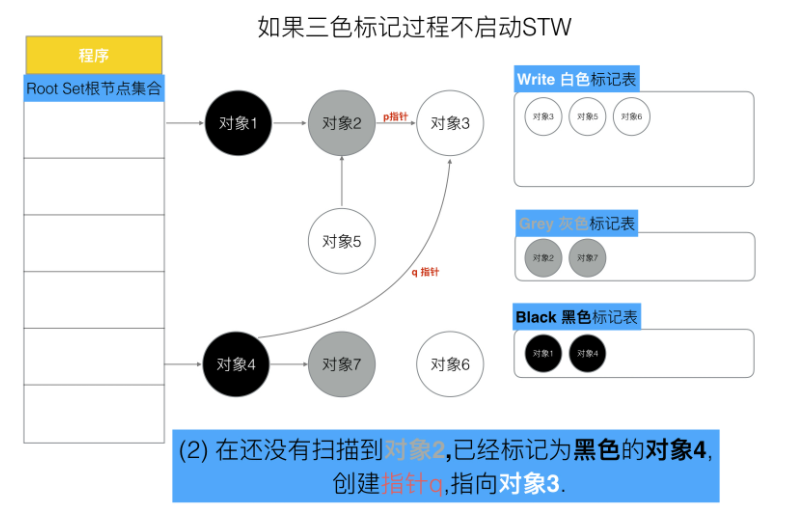 如果三色标记过程不启动STW
程序
Root Set根节点集合
对象1
对象2
p指针
对象3
对象5
q 指针
对象4
对象7
对象6
Write 白色标记表
对象3
对象5
对象6
Grey 灰色标记表
对象2
对象7
Black 黑色标记表
对象1
对象4
(2) 在还没有扫描到对象2,已经标记为黑色的对象4,
创建指针q,指向对象3.